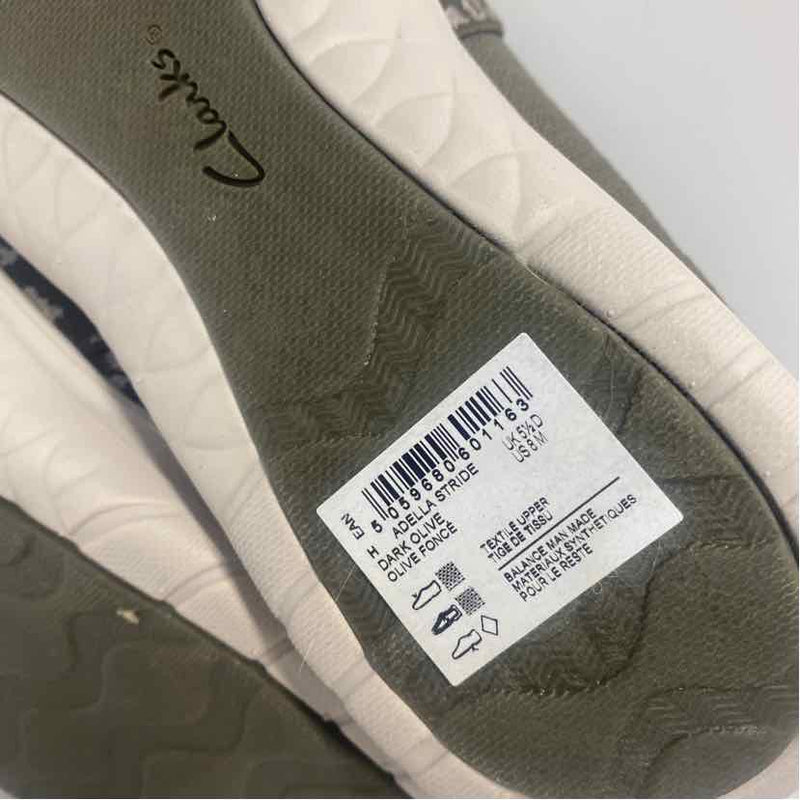 Clarks
EAN
5 059680 601163
H ADELLA STRIDE
UK 5½ D
US 8 M
DARK OLIVE
OLIVE FONCÉ
TEXTILE UPPER
TIGE DE TISSU
BALANCE MAN MADE
MATERIAUX SYNTHETIQUES
POUR LE RESTE